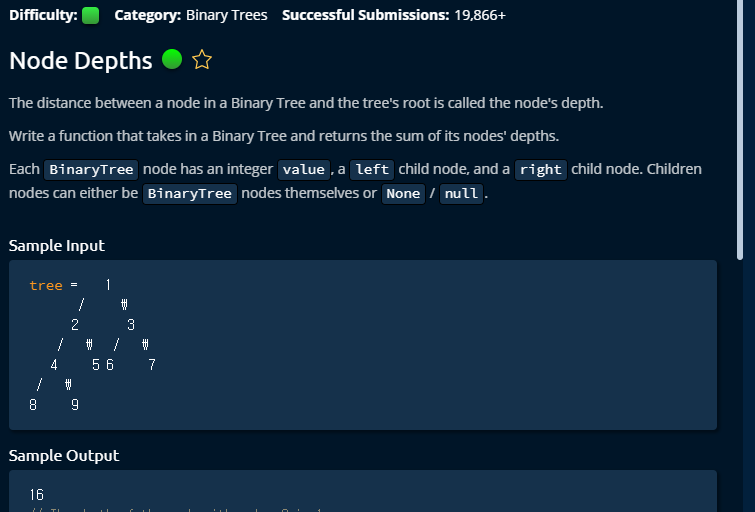 Difficulty: Category: Binary Trees Successful Submissions: 19,866+
Node Depths
The distance between a node in a Binary Tree and the tree's root is called the node's depth.
Write a function that takes in a Binary Tree and returns the sum of its nodes' depths.
Each BinaryTree node has an integer value, a left child node, and a right child node. Children
nodes can either be BinaryTree nodes themselves or None / null.
Sample Input
tree = 1
/ ₩
2 3
/ ₩ / ₩
4 5 6 7
/ ₩
8 9
Sample Output
16